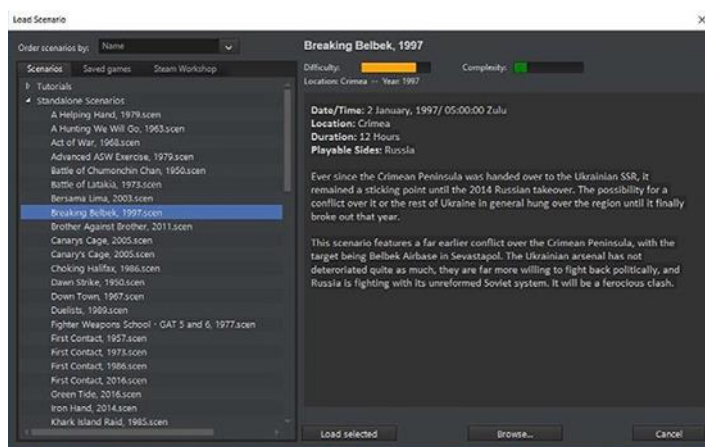 Load Scenario
Order scenarios by: Name
Scenarios Saved games Steam Workshop
Tutorials
Standalone Scenarios
A Helping Hand, 1979.scen
A Hunting We Will Go, 1963.scen
Act of War, 1968.scen
Advanced ASW Exercise, 1979.scen
Battle of Chumonchin Chan, 1950.scen
Battle of Latakia, 1973.scen
Bersama Lima, 2003.scen
Breaking Belbek, 1997.scen
Brother Against Brother, 2011.scen
Canarys Cage, 2005.scen
Canary's Cage, 2005.scen
Choking Halifax, 1986.scen
Dawn Strike, 1950.scen
Down Town, 1967.scen
Duelists, 1989.scen
Fighter Weapons School - GAT 5 and 6, 1977.scen
First Contact, 1957.scen
First Contact, 1973.scen
First Contact, 1986.scen
First Contact, 2016.scen
Green Tide, 2016.scen
Iron Hand, 2014.scen
Khark Island Raid, 1985.scen
Breaking Belbek, 1997
Difficulty: Complexity:
Location: Crimea -- Year: 1997
Date/Time: 2 January, 1997/ 05:00:00 Zulu
Location: Crimea
Duration: 12 Hours
Playable Sides: Russia
Ever since the Crimean Peninsula was handed over to the Ukrainian SSR, it
remained a sticking point until the 2014 Russian takeover. The possibility for a
conflict over it or the rest of Ukraine in general hung over the region until it finally
broke out that year.
This scenario features a far earlier conflict over the Crimean Peninsula, with the
target being Belbek Airbase in Sevastapol. The Ukrainian arsenal has not
deteroriated quite as much, they are far more willing to fight back politically, and
Russia is fighting with its unreformed Soviet system. It will be a ferocious clash.
Load selected Browse... Cancel